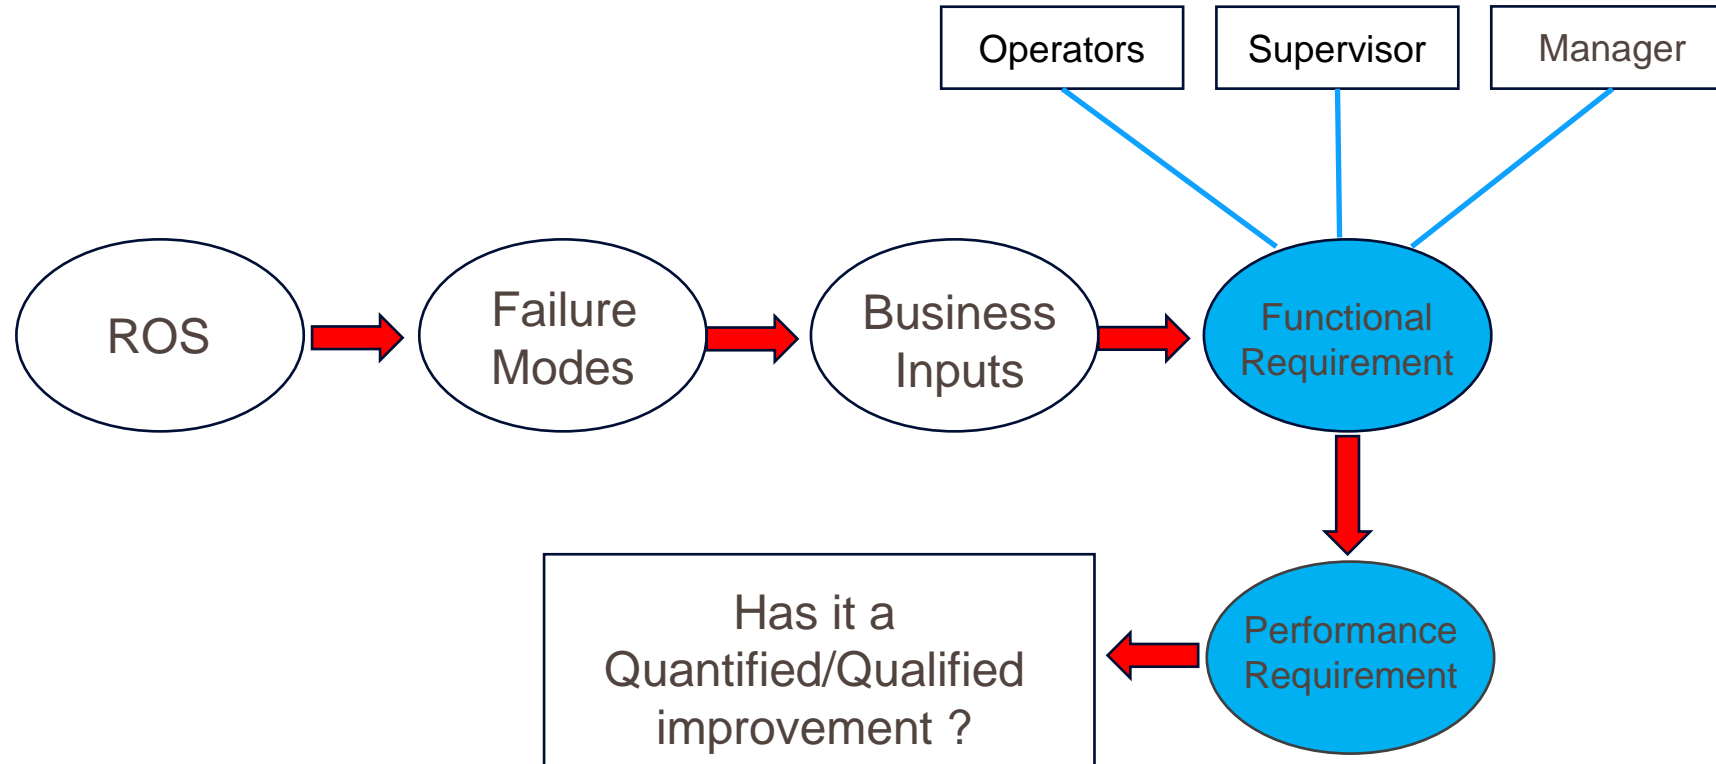 Operators
Supervisor
Manager
ROS
Failure
Modes
Business
Inputs
Functional
Requirement
Performance
Requirement
Has it a
Quantified/Qualified
improvement ?